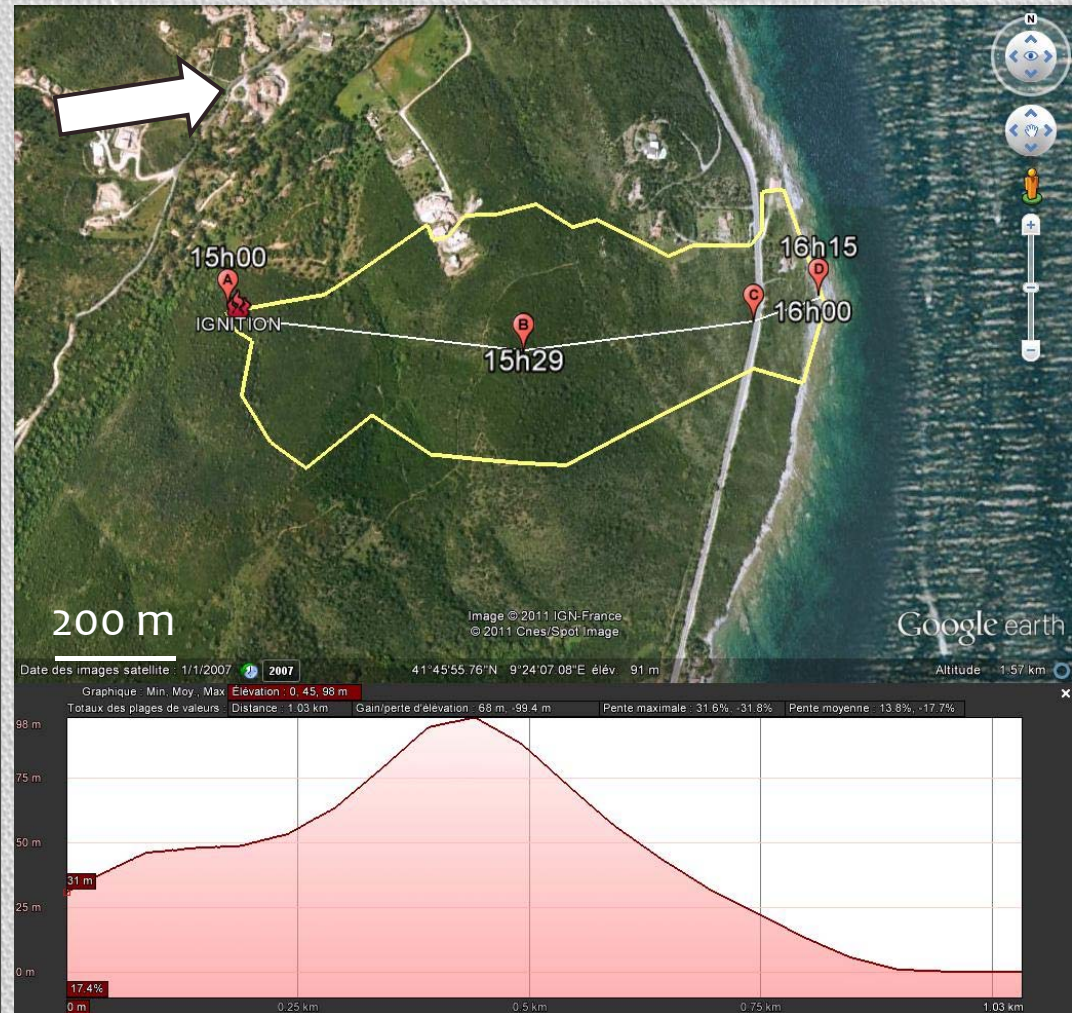 N
15h00
A
IGNITION
B
15h29
C
16h15
D
16h00
200 m
Image © 2011 IGN-France
© 2011 Cnes/Spot Image
Google earth
Date des images satellite : 1/1/2007 2007 41°45'55.76"N 9°24'07.08"E élév. 91 m Altitude 1.57 km
Graphique : Min, Moy , Max Élévation : 0, 45, 98 m
Totaux des plages de valeurs : Distance : 1.03 km Gain/perte d'élévation : 68 m, -99.4 m Pente maximale : 31.6%, -31.8% Pente moyenne : 13.8%, -17.7%
98 m
75 m
50 m
31 m
25 m
0 m
17.4%
0 m 0.25 km 0.5 km 0.75 km 1.03 km